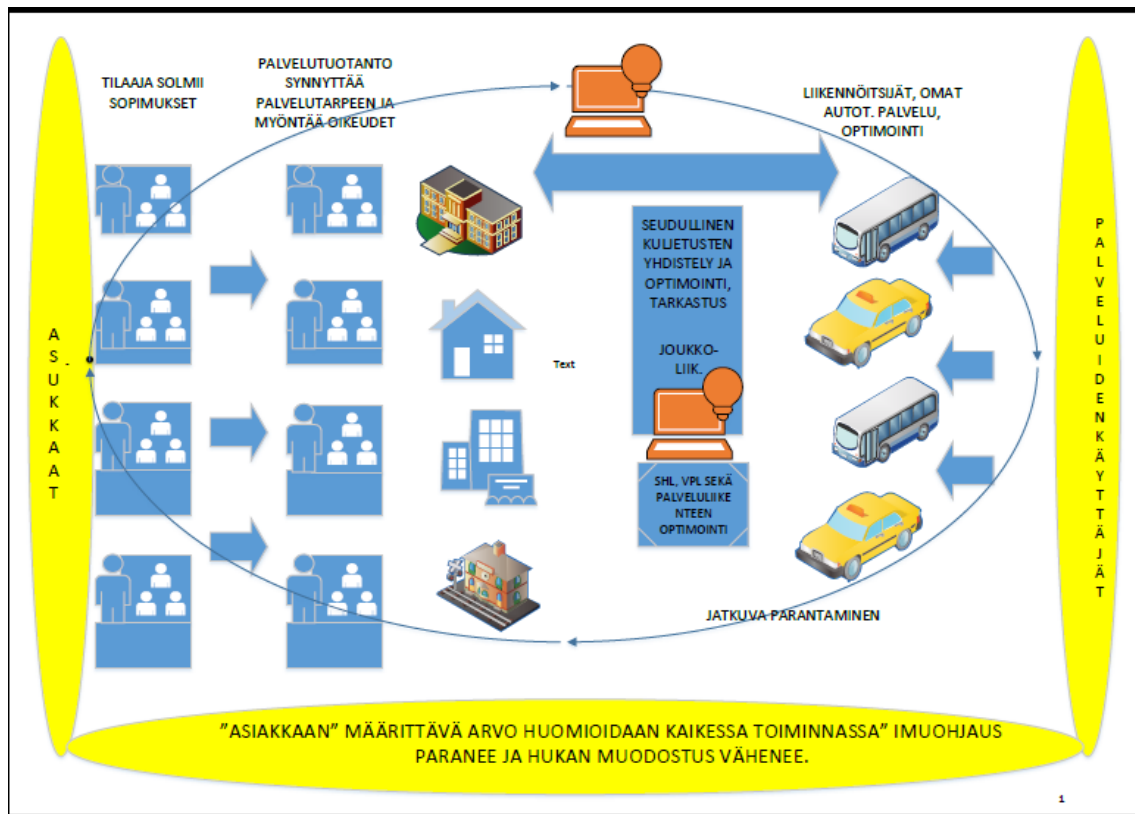 TILAAJA SOLMII
SOPIMUKSET
PALVELUTUOTANTO
SYNNYTTÄÄ
PALVELUTARPEEN JA
MYÖNTÄÄ OIKEUDET
LIIKENNÖITSIJÄT, OMAT
AUTOT. PALVELU,
OPTIMOINTI
SEUDULLINEN
KULJETUSTEN
YHDISTELY JA
OPTIMOINTI,
TARKASTUS
JOUKKO-
LIIK.
Text
SHL, VPL SEKÄ
PALVELULIIKE
NTEEN
OPTIMOINTI
ASUKKAAT
PALVELUIDENKÄYTTÄJÄT
JATKUVA PARANTAMINEN
”ASIAKKAAN” MÄÄRITTÄVÄ ARVO HUOMIOIDAAN KAIKESSA TOIMINNASSA” IMUOHJAUS
PARANEE JA HUKAN MUODOSTUS VÄHENEE.
1